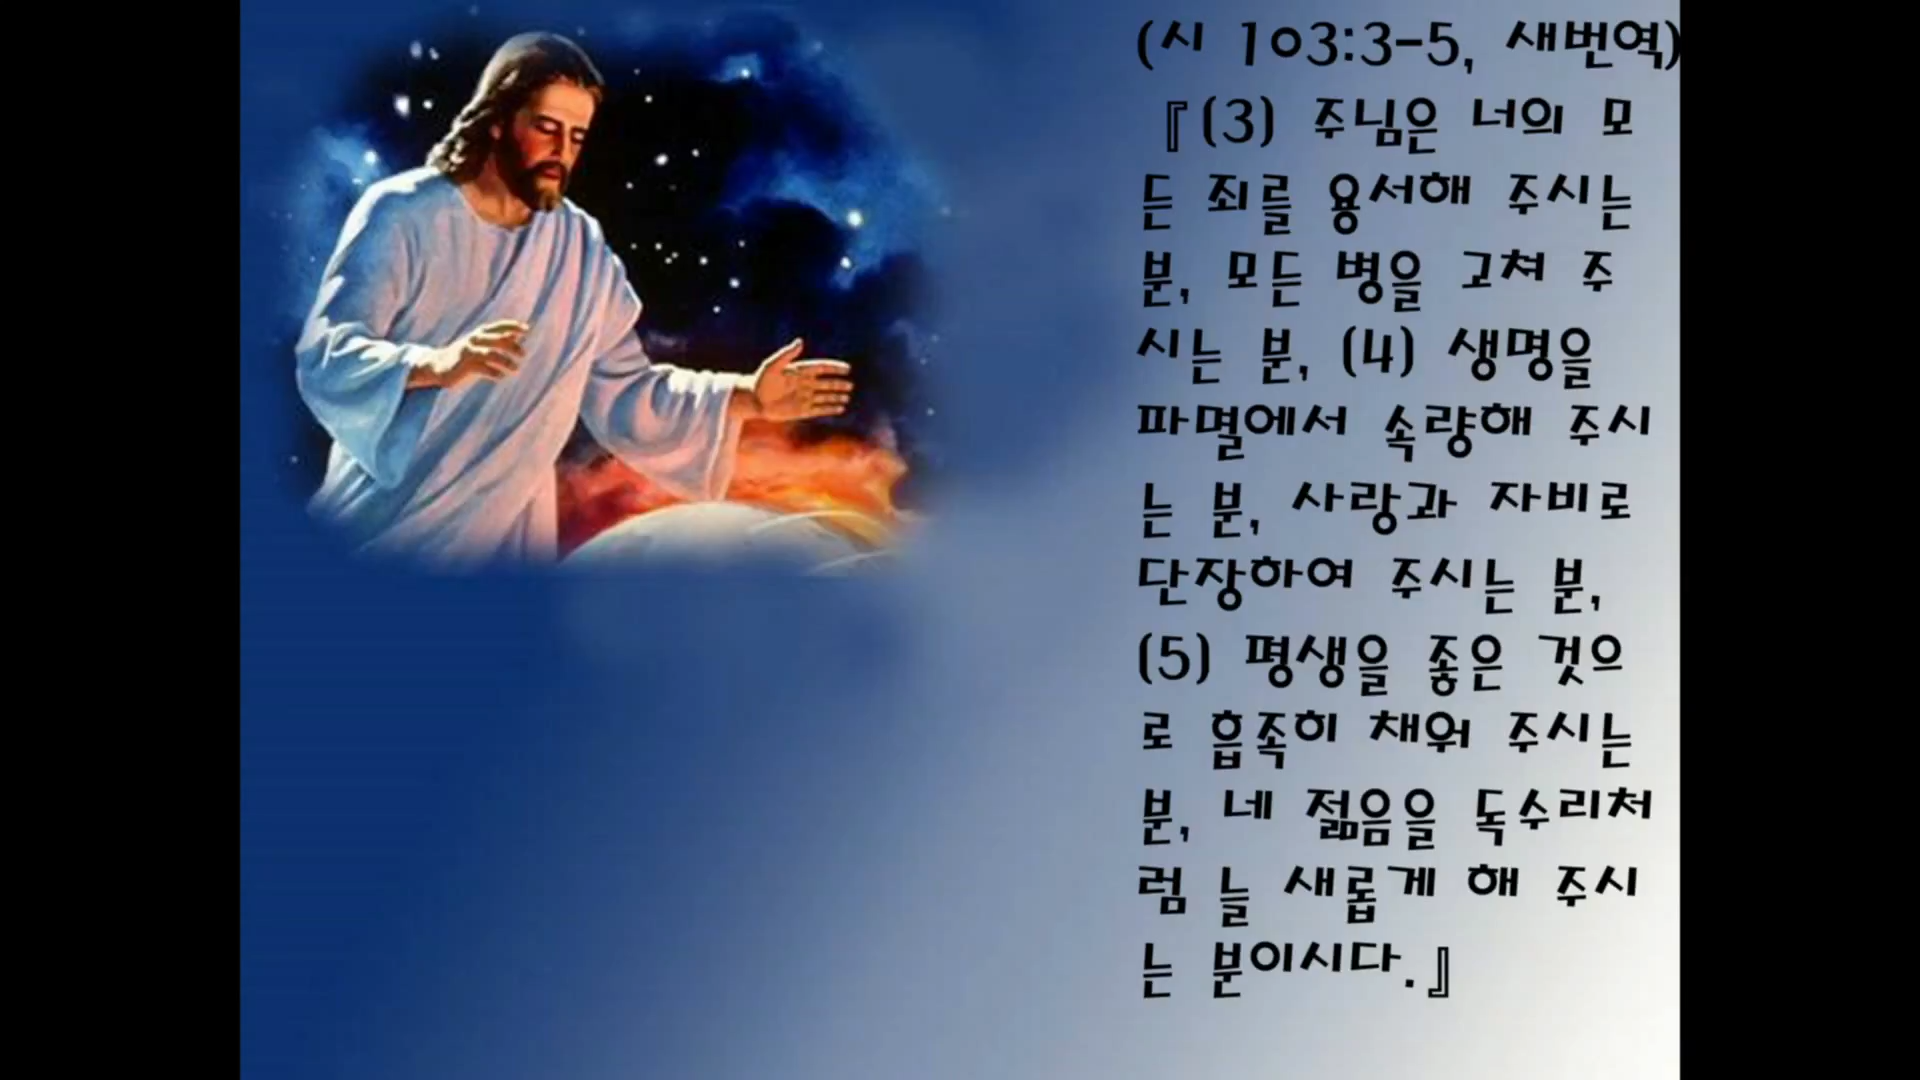 (시 103:3-5, 새번역)
『(3) 주님은 너의 모
든 죄를 용서해 주시는
분, 모든 병을 고쳐 주
시는 분, (4) 생명을
파멸에서 속량해 주시
는 분, 사랑과 자비로
단장하여 주시는 분,
(5) 평생을 좋은 것으
로 흡족히 채워 주시는
분, 네 젊음을 독수리처
럼 늘 새롭게 해 주시
는 분이시다.』